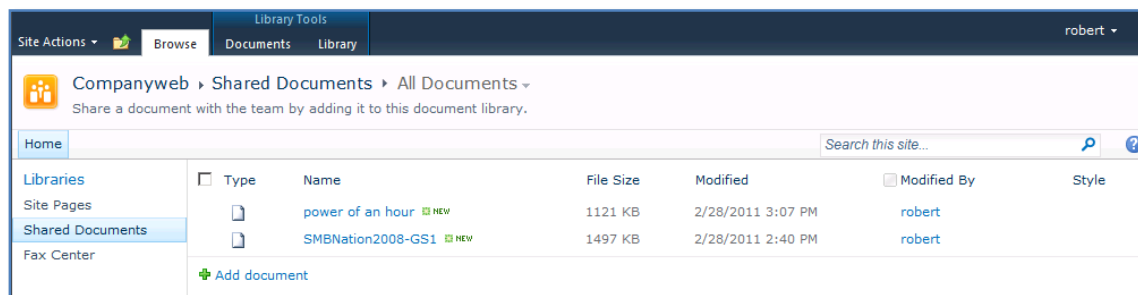 Library Tools
Site Actions Browse Documents Library robert
Companyweb Shared Documents All Documents
Share a document with the team by adding it to this document library.
Home Search this site...
Libraries Type Name File Size Modified Modified By Style
Site Pages power of an hour NEW 1121 KB 2/28/2011 3:07 PM robert
Shared Documents SMBNation2008-GS1 NEW 1497 KB 2/28/2011 2:40 PM robert
Fax Center
Add document